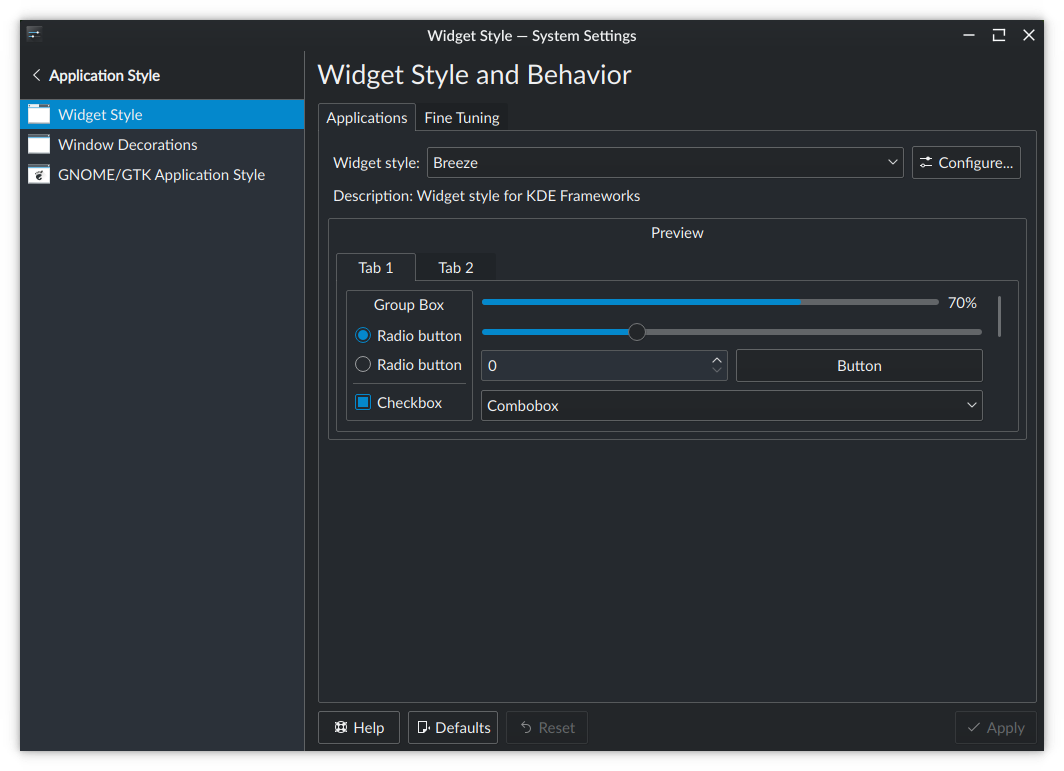 Widget Style — System Settings
Application Style
Widget Style
Window Decorations
GNOME/GTK Application Style
Widget Style and Behavior
Applications Fine Tuning
Widget style: Breeze Configure...
Description: Widget style for KDE Frameworks
Preview
Tab 1 Tab 2
Group Box 70%
Radio button
Radio button 0 Button
Checkbox Combobox
Help Defaults Reset Apply